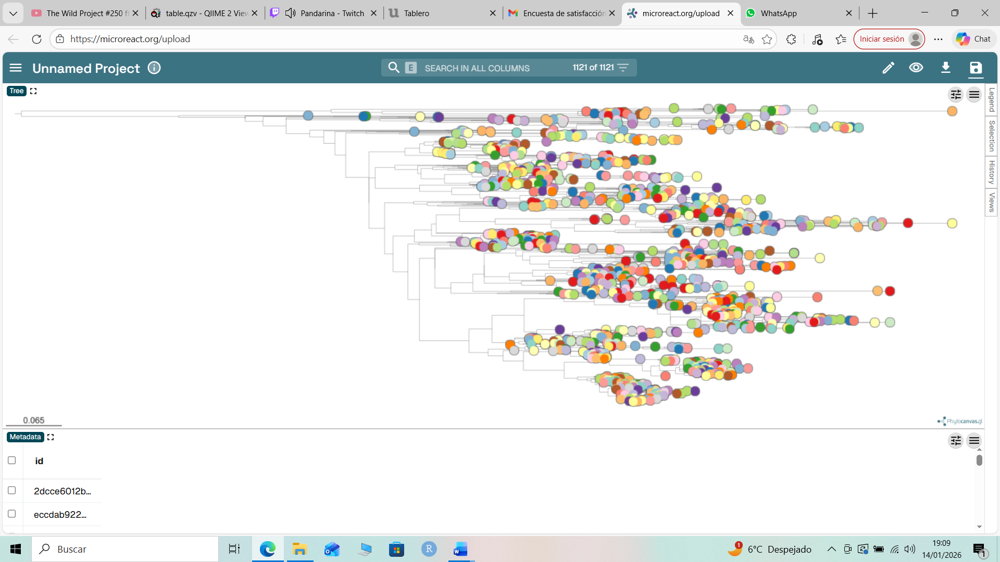 The Wild Project #250 f
table.qzv - QIIME 2 View
Pandarina - Twitch
Tablero
Encuesta de satisfacción
microreact.org/upload
WhatsApp
https://microreact.org/upload
Iniciar sesión
Chat
Unnamed Project
E
SEARCH IN ALL COLUMNS
1121 of 1121
Tree
Legend
Selection
History
Views
0.065
Phylocanvas.gl
Metadata
id
2dcce6012b...
eccdab922...
Buscar
R
W
1
6°C Despejado
19:09
14/01/2026
1